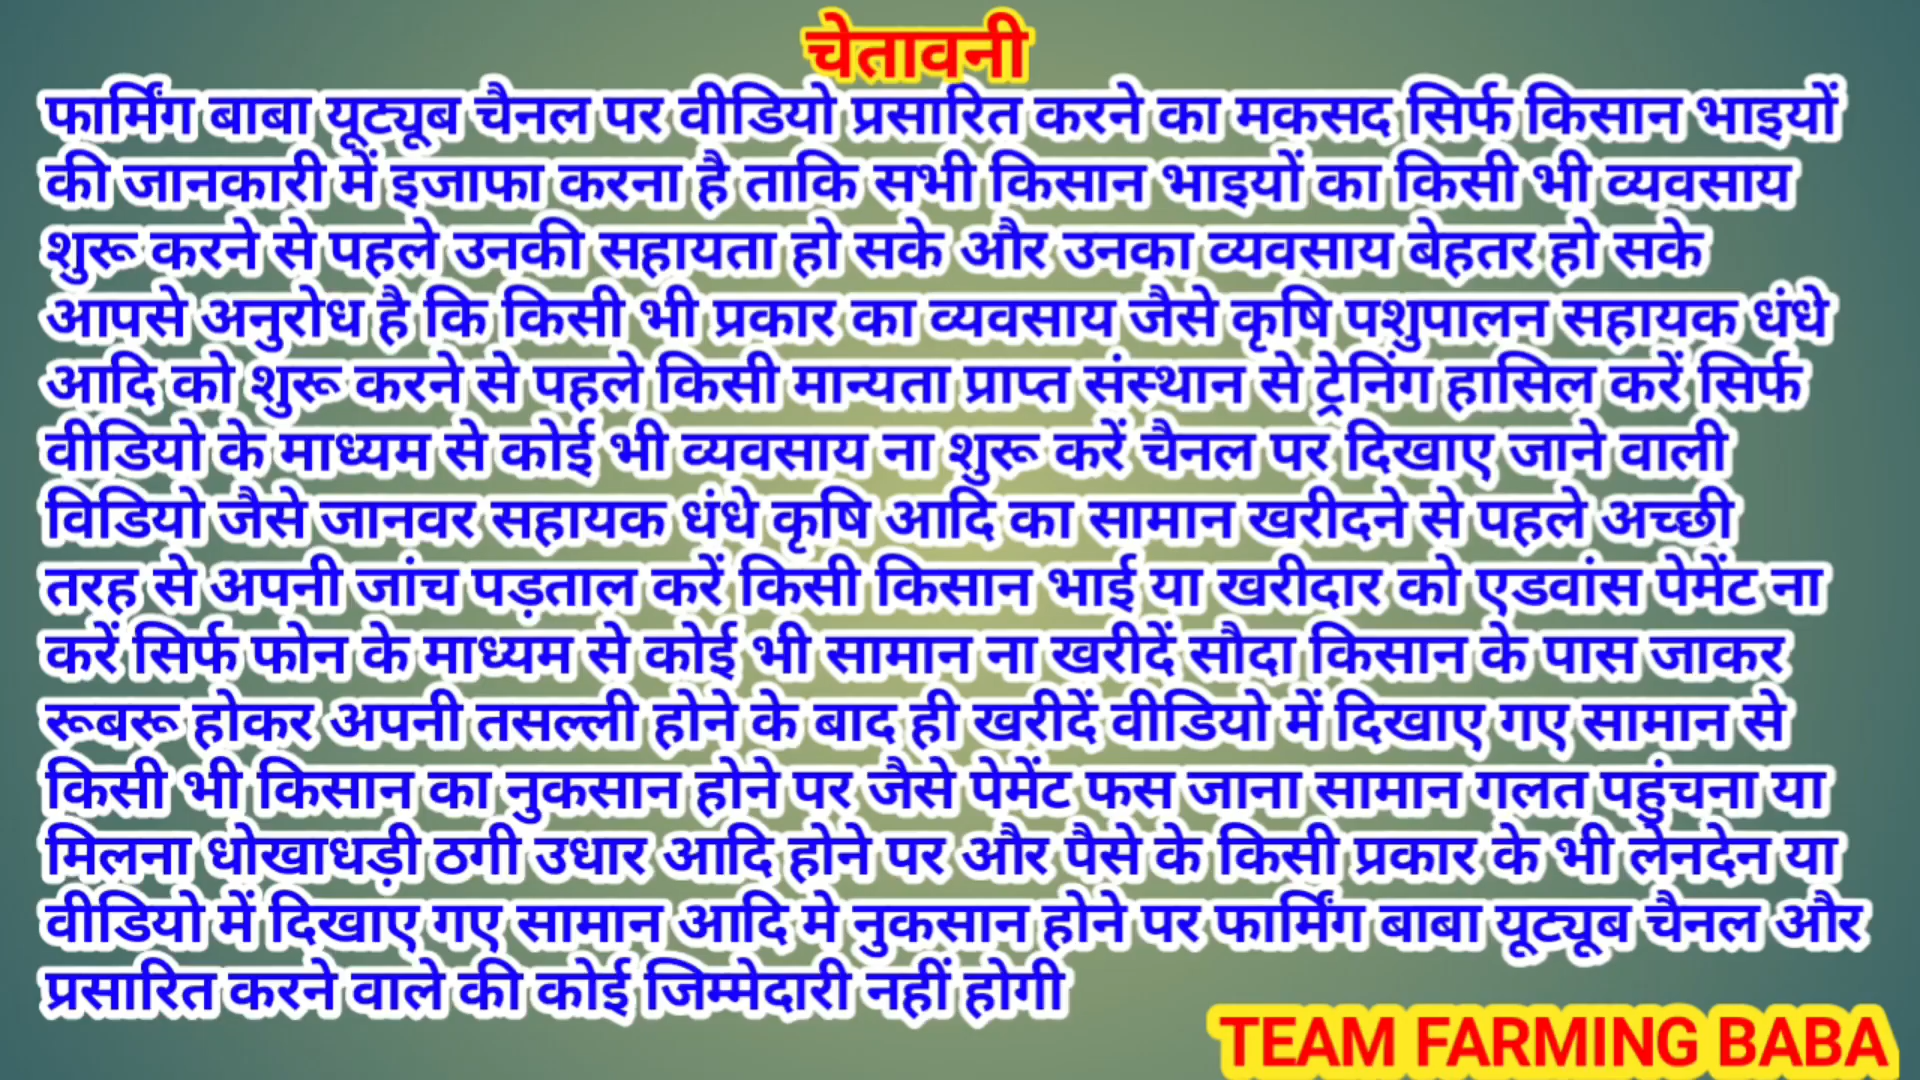 चेतावनी
फार्मिंग बाबा यूट्यूब चैनल पर वीडियो प्रसारित करने का मकसद सिर्फ किसान भाइयों
की जानकारी में इजाफा करना है ताकि सभी किसान भाइयों का किसी भी व्यवसाय
शुरू करने से पहले उनकी सहायता हो सके और उनका व्यवसाय बेहतर हो सके
आपसे अनुरोध है कि किसी भी प्रकार का व्यवसाय जैसे कृषि पशुपालन सहायक धंधे
आदि को शुरू करने से पहले किसी मान्यता प्राप्त संस्थान से ट्रेनिंग हासिल करें सिर्फ
वीडियो के माध्यम से कोई भी व्यवसाय ना शुरू करें चैनल पर दिखाए जाने वाली
विडियो जैसे जानवर सहायक धंधे कृषि आदि का सामान खरीदने से पहले अच्छी
तरह से अपनी जांच पड़ताल करें किसी किसान भाई या खरीदार को एडवांस पेमेंट ना
करें सिर्फ फोन के माध्यम से कोई भी सामान ना खरीदें सौदा किसान के पास जाकर
रूबरू होकर अपनी तसल्ली होने के बाद ही खरीदें वीडियो में दिखाए गए सामान से
किसी भी किसान का नुकसान होने पर जैसे पेमेंट फस जाना सामान गलत पहुंचना या
मिलना धोखाधड़ी ठगी उधार आदि होने पर और पैसे के किसी प्रकार के भी लेनदेन या
वीडियो में दिखाए गए सामान आदि मे नुकसान होने पर फार्मिंग बाबा यूट्यूब चैनल और
प्रसारित करने वाले की कोई जिम्मेदारी नहीं होगी
TEAM FARMING BABA